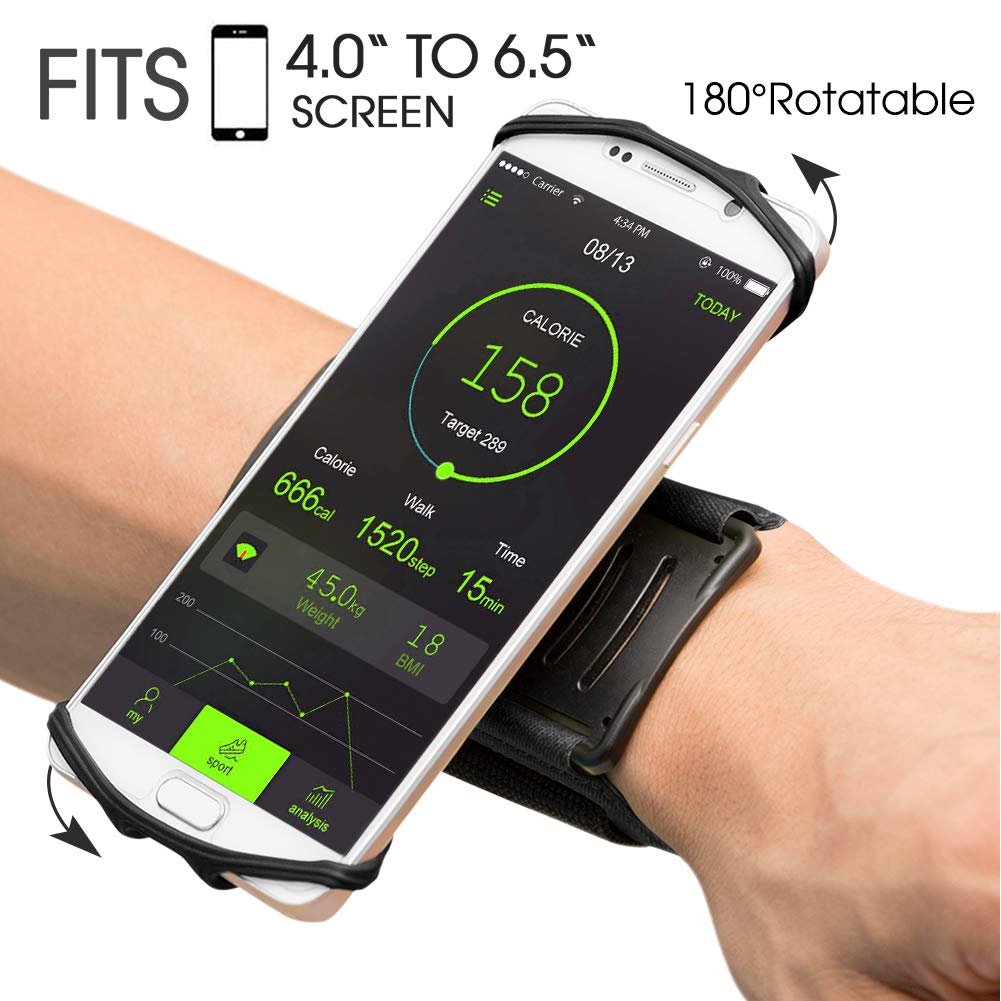 FITS 4.0“ TO 6.5“
SCREEN
180°Rotatable
Carrier
4:34 PM
100%
08/13
TODAY
CALORIE
158
Target 289
Calorie
666cal
Walk
1520step
Time
15min
45.0kg
Weight
18
BMI
200
100
my
sport
analysis